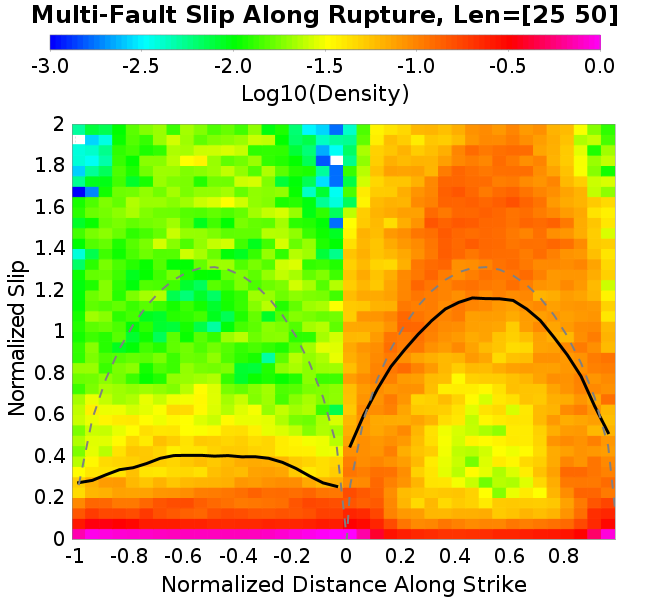 Multi-Fault Slip Along Rupture, Len=[25 50]
-3.0 -2.5 -2.0 -1.5 -1.0 -0.5 0.0
Log10(Density)
Normalized Slip
2
1.8
1.6
1.4
1.2
1
0.8
0.6
0.4
0.2
0
-1 -0.8 -0.6 -0.4 -0.2 0 0.2 0.4 0.6 0.8
Normalized Distance Along Strike